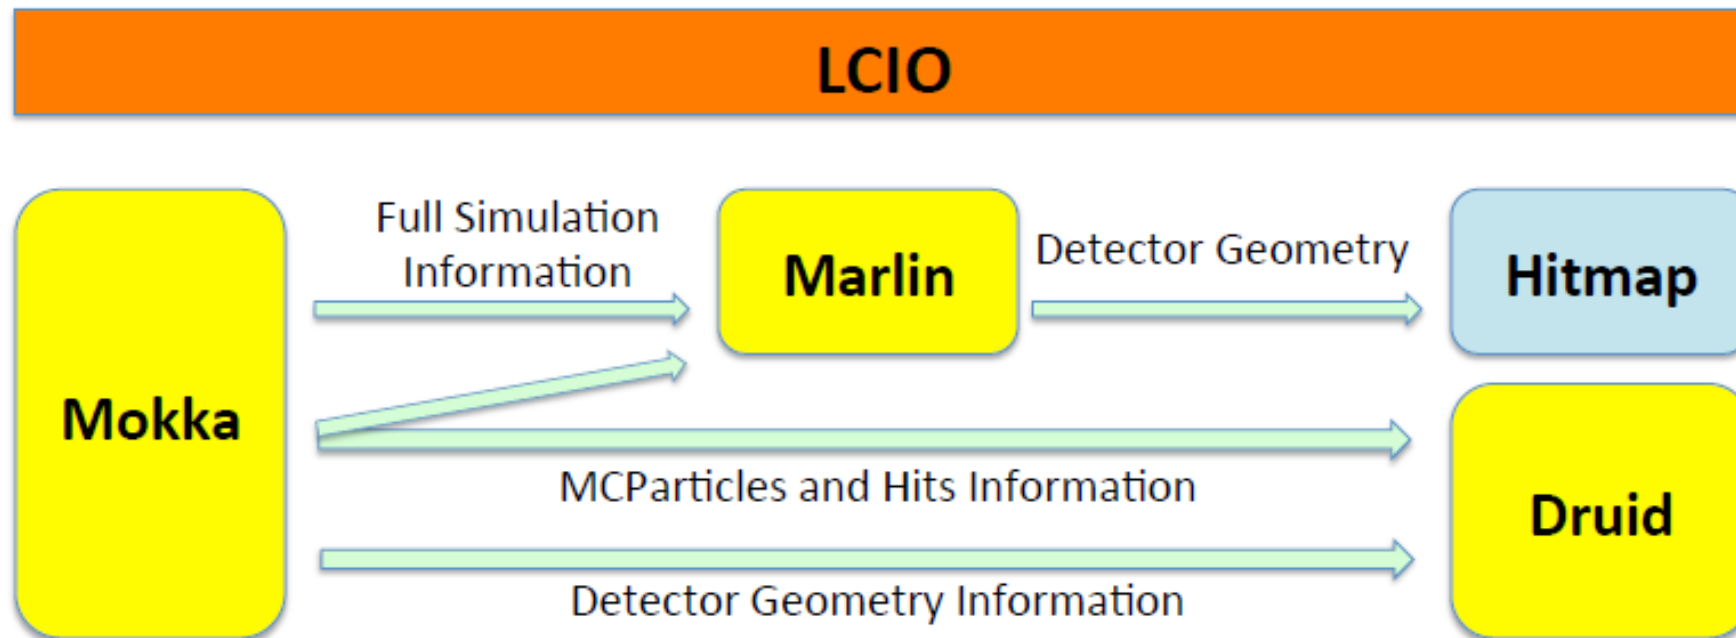 LCIO
Full Simulation
Information
Marlin
Detector Geometry
Hitmap
Mokka
MCParticles and Hits Information
Druid
Detector Geometry Information